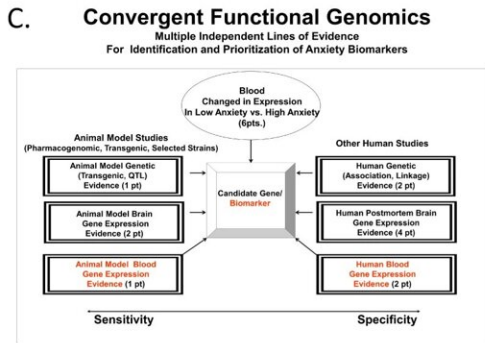 C.
Convergent Functional Genomics
Multiple Independent Lines of Evidence
For Identification and Prioritization of Anxiety Biomarkers
Blood
Changed in Expression
In Low Anxiety vs. High Anxiety
(6pts.)
Animal Model Studies
(Pharmacogenomic, Transgenic, Selected Strains)
Other Human Studies
Animal Model Genetic
(Transgenic, QTL)
Evidence (1 pt)
Human Genetic
(Association, Linkage)
Evidence (2 pt)
Candidate Gene/
Biomarker
Animal Model Brain
Gene Expression
Evidence (2 pt)
Human Postmortem Brain
Gene Expression
Evidence (4 pt)
Animal Model Blood
Gene Expression
Evidence (1 pt)
Human Blood
Gene Expression
Evidence (2 pt)
Sensitivity
Specificity